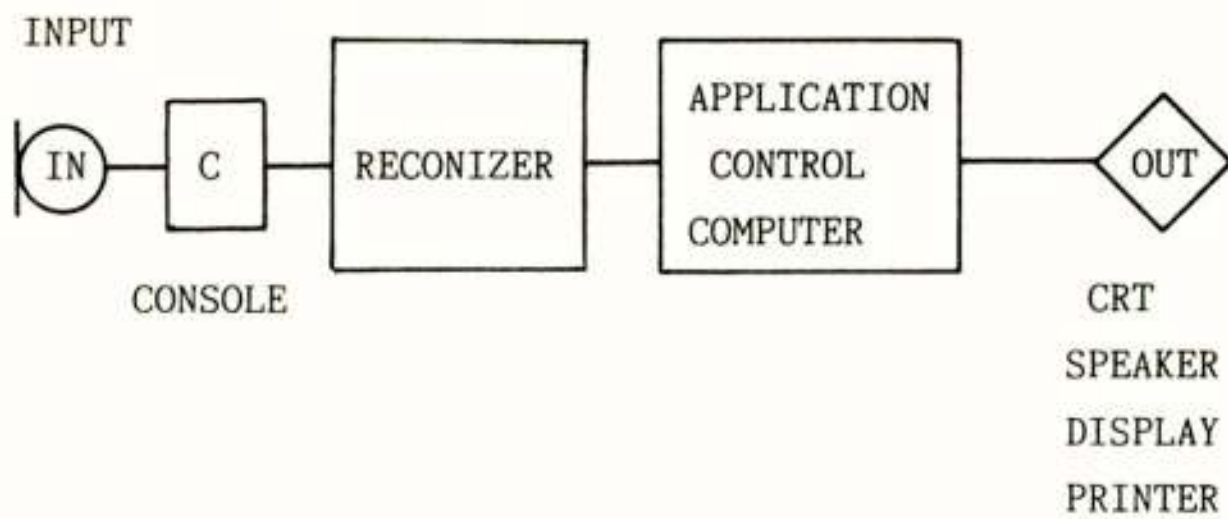 INPUT
IN
C
CONSOLE
RECONIZER
APPLICATION
CONTROL
COMPUTER
OUT
CRT
SPEAKER
DISPLAY
PRINTER